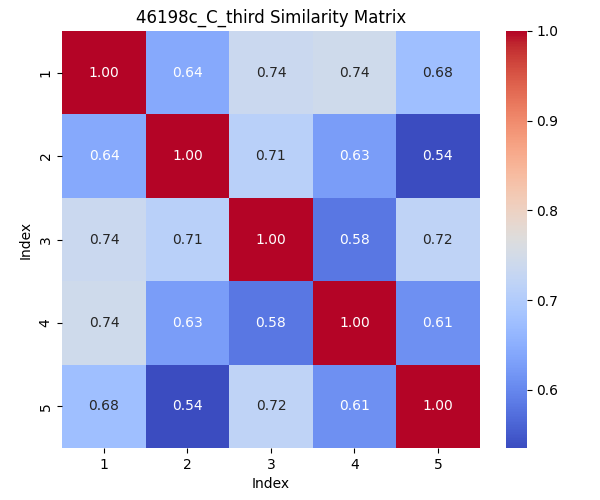 46198c_C_third Similarity Matrix
1 1.00 0.64 0.74 0.74 0.68
2 0.64 1.00 0.71 0.63 0.54
3 0.74 0.71 1.00 0.58 0.72
4 0.74 0.63 0.58 1.00 0.61
5 0.68 0.54 0.72 0.61 1.00
1 2 3 4 5
Index
Index
1.0
0.9
0.8
0.7
0.6